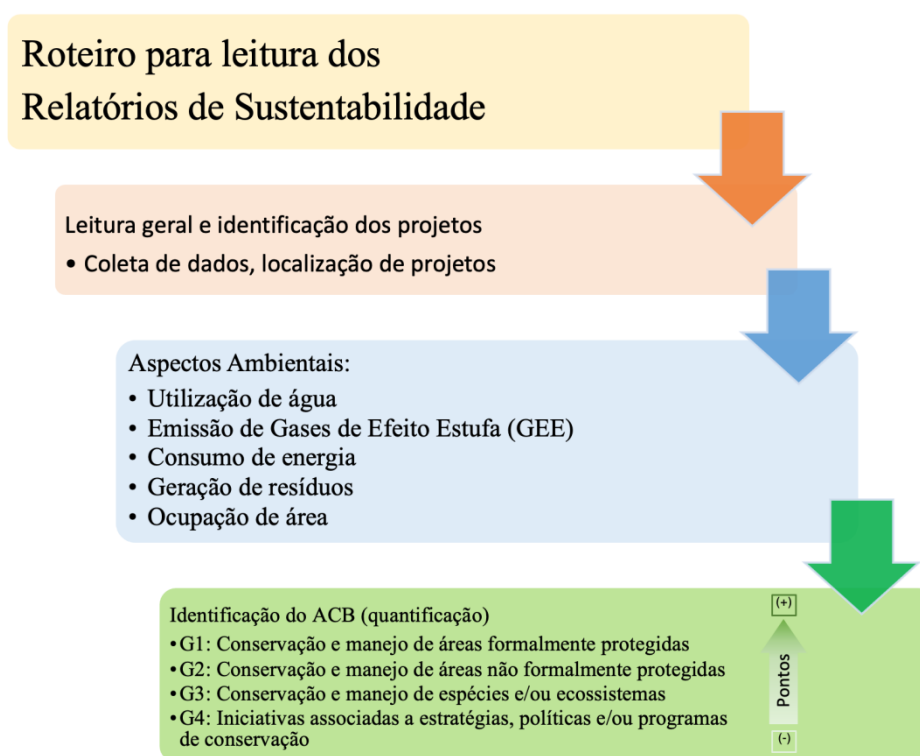 Roteiro para leitura dos
Relatórios de Sustentabilidade
Leitura geral e identificação dos projetos
• Coleta de dados, localização de projetos
Aspectos Ambientais:
• Utilização de água
• Emissão de Gases de Efeito Estufa (GEE)
• Consumo de energia
• Geração de resíduos
• Ocupação de área
Identificação do ACB (quantificação)
•G1: Conservação e manejo de áreas formalmente protegidas
•G2: Conservação e manejo de áreas não formalmente protegidas
•G3: Conservação e manejo de espécies e/ou ecossistemas
•G4: Iniciativas associadas a estratégias, políticas e/ou programas
de conservação
(+)
Pontos
(-)